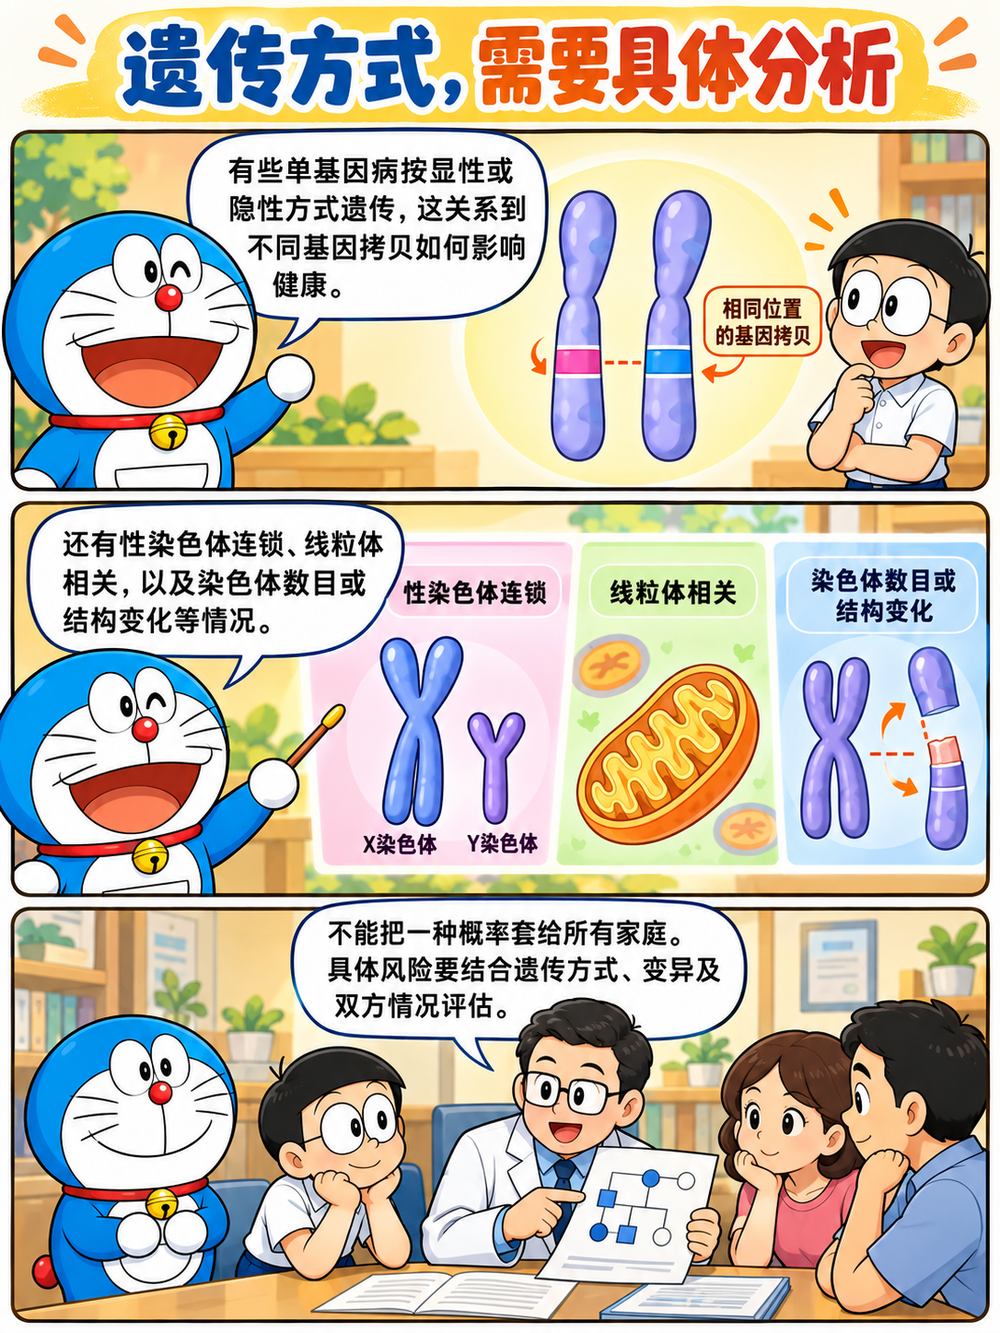 遗传方式，需要具体分析
有些单基因病按显性或
隐性方式遗传，这关系到
不同基因拷贝如何影响
健康。
相同位置
的基因拷贝
还有性染色体连锁、线粒体
相关，以及染色体数目或
结构变化等情况。
性染色体连锁
X染色体
Y染色体
线粒体相关
染色体数目或
结构变化
不能把一种概率套给所有家庭。
具体风险要结合遗传方式、变异及
双方情况评估。